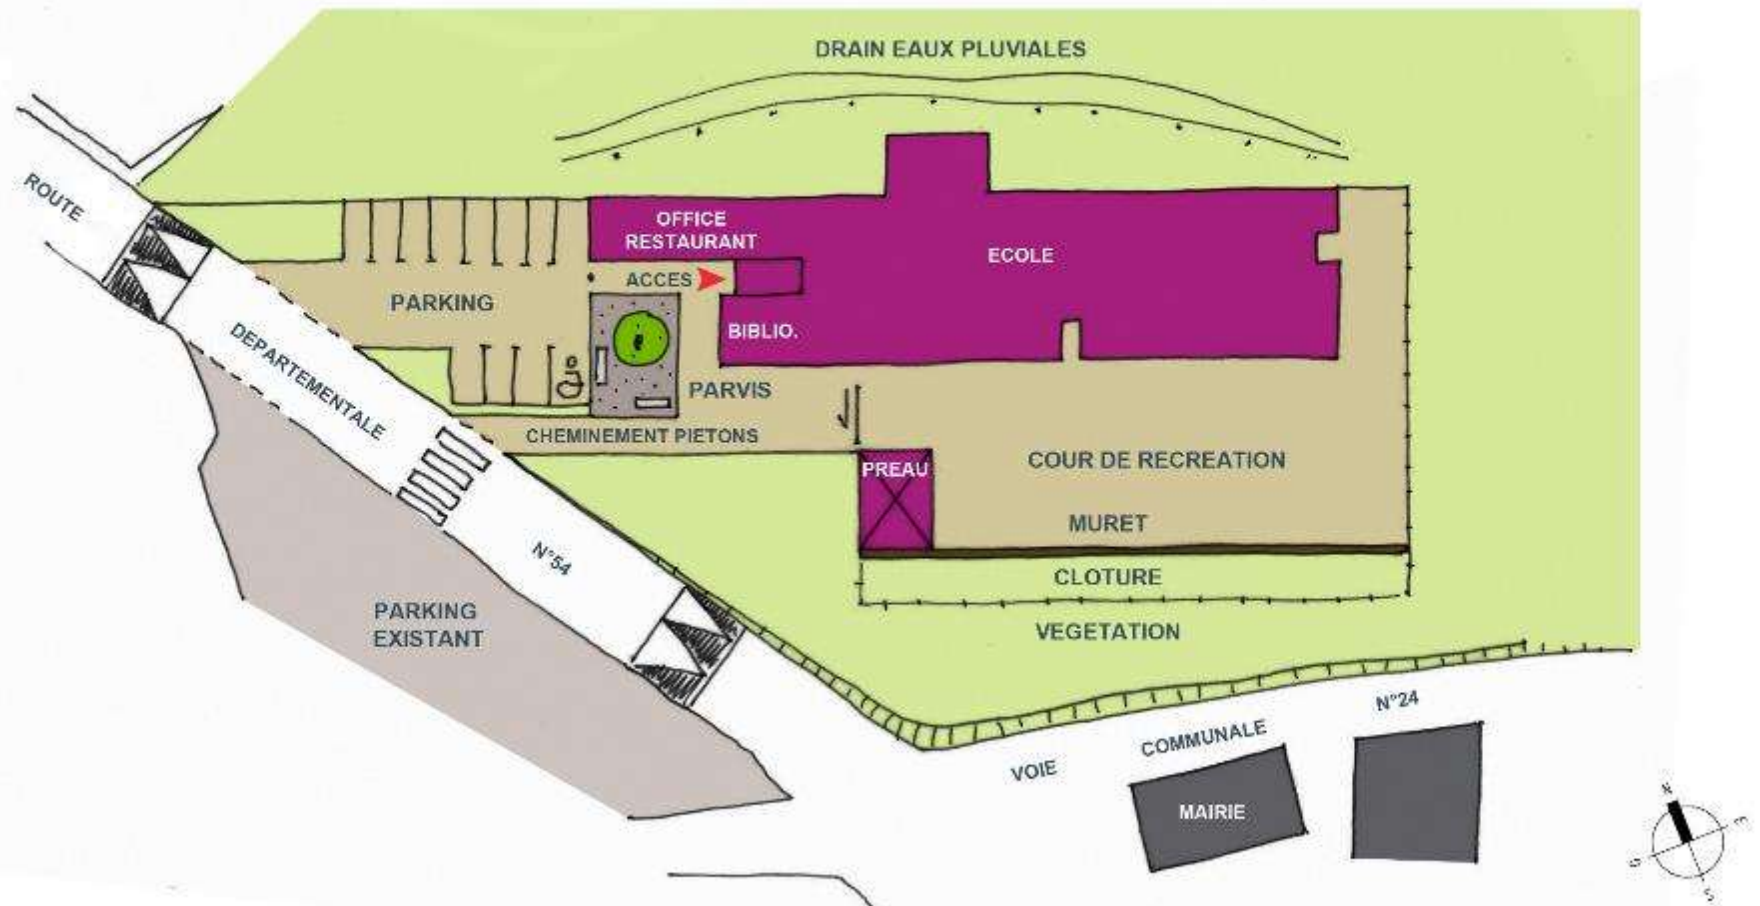 DRAIN EAUX PLUVIALES
ROUTE
OFFICE
RESTAURANT
ECOLE
ACCES
PARKING
BIBLIO.
DEPARTEMENTALE
PARVIS
CHEMINEMENT PIETONS
PREAU
COUR DE RECREATION
MURET
N°54
CLOTURE
PARKING
EXISTANT
VEGETATION
N°24
COMMUNALE
VOIE
MAIRIE
N
E
O
S